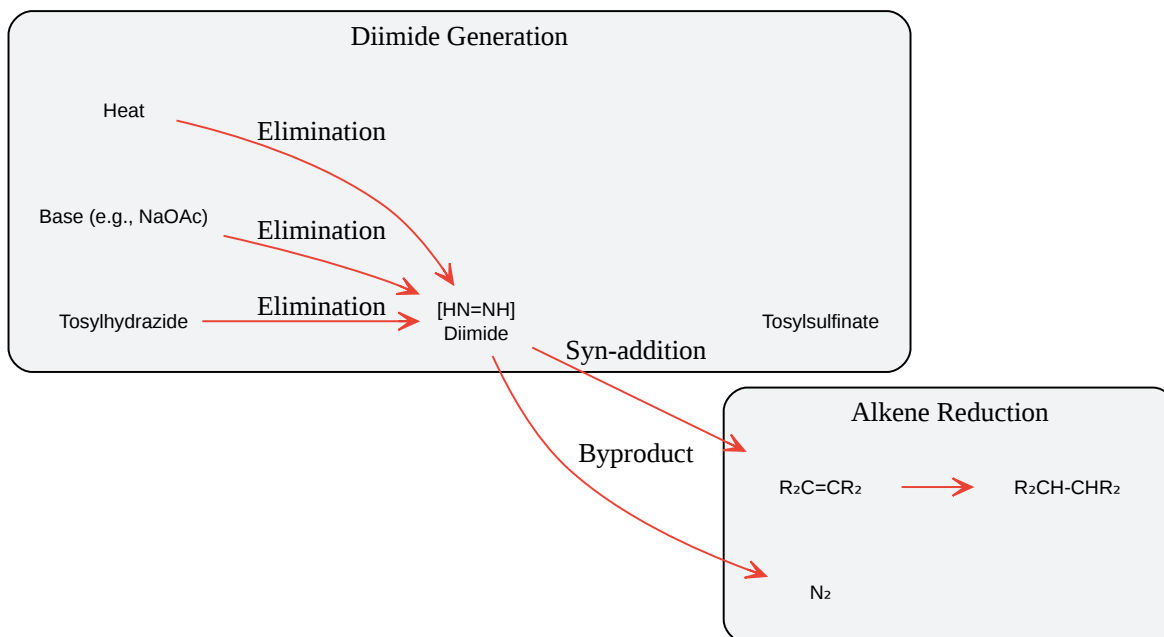 Diimide Generation
Heat
Elimination
Base (e.g., NaOAc)
Elimination
Tosylhydrazide
Elimination
[HN=NH]
Diimide
Tosylsulfinate
Syn-addition
Alkene Reduction
Byproduct
R₂C=CR₂
R₂CH-CHR₂
N₂